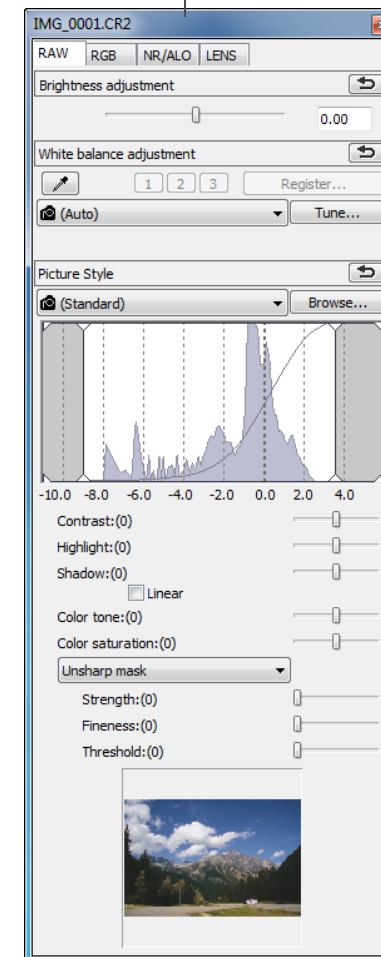 IMG_0001.CR2
RAW RGB NR/ALO LENS
Brightness adjustment
0.00
White balance adjustment
1 2 3 Register...
(Auto) Tune...
Picture Style
(Standard) Browse...
-10.0 -8.0 -6.0 -4.0 -2.0 0.0 2.0 4.0
Contrast:(0)
Highlight:(0)
Shadow:(0)
Linear
Color tone:(0)
Color saturation:(0)
Unsharp mask
Strength:(0)
Fineness:(0)
Threshold:(0)